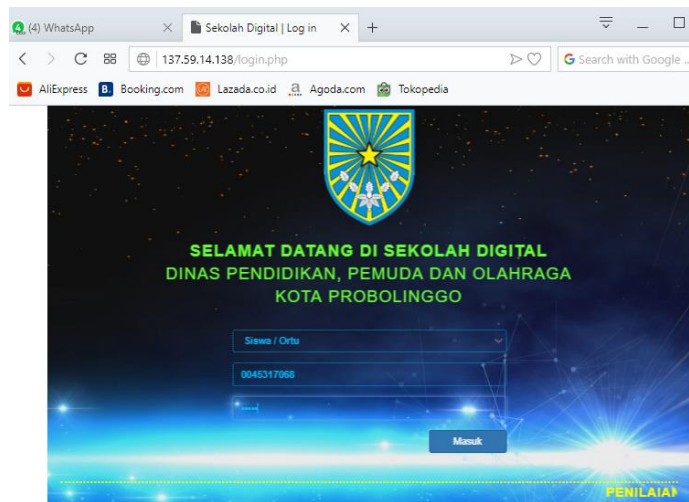 (4) WhatsApp
Sekolah Digital | Log in
137.59.14.138/login.php
G Search with Google ..
AliExpress B. Booking.com Lazada.co.id a Agoda.com Tokopedia
SELAMAT DATANG DI SEKOLAH DIGITAL
DINAS PENDIDIKAN, PEMUDA DAN OLAHRAGA
KOTA PROBOLINGGO
Siswa / Ortu
0045317068
Masuk
PENILAIAN